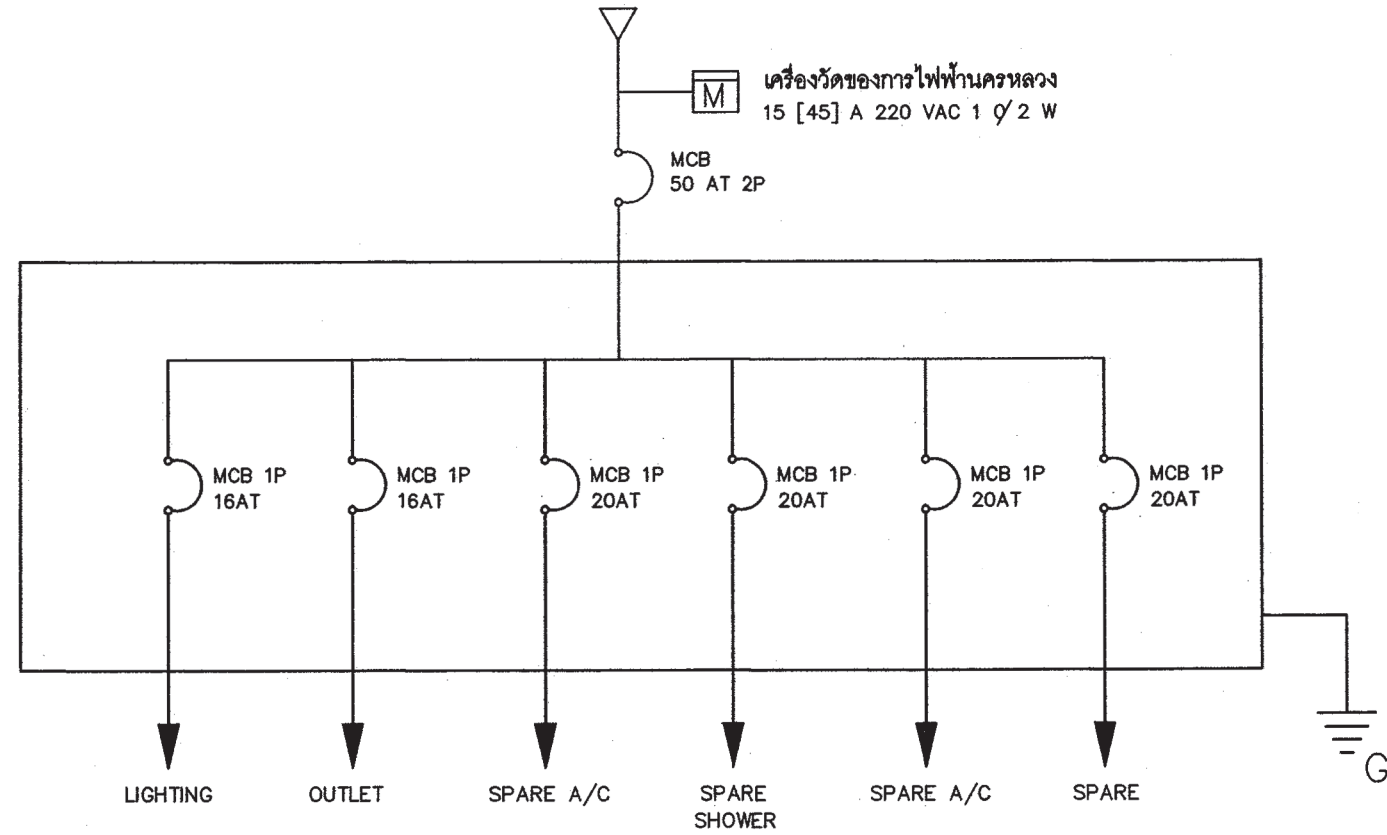 M
เครื่องวัดของการไฟฟ้านครหลวง
15 [45] A 220 VAC 1 Ø 2 W
MCB
50 AT 2P
MCB 1P
16AT
MCB 1P
16AT
MCB 1P
20AT
MCB 1P
20AT
MCB 1P
20AT
MCB 1P
20AT
G
LIGHTING
OUTLET
SPARE A/C
SPARE
SHOWER
SPARE A/C
SPARE